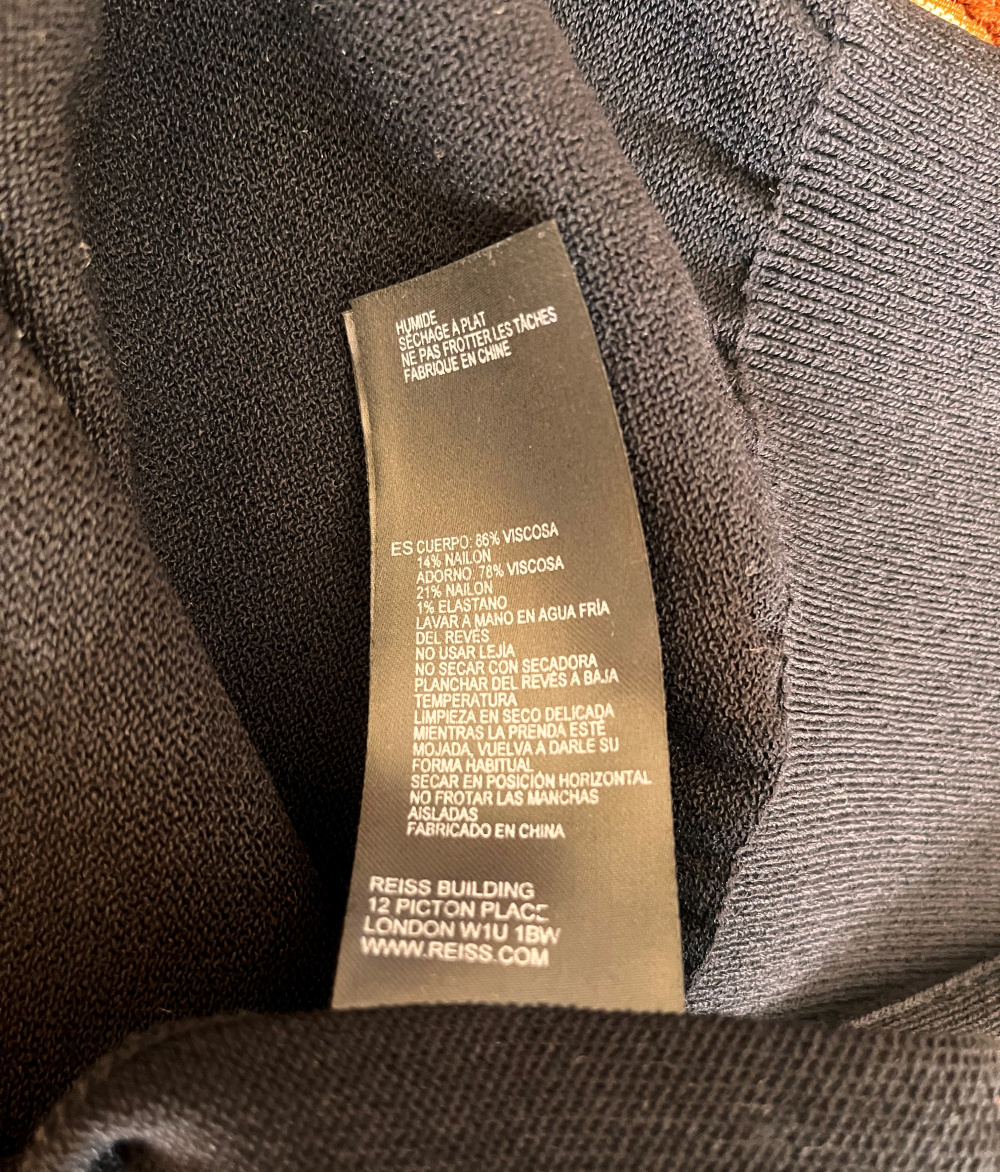 HUMIDE
SÉCHAGE À PLAT
NE PAS FROTTER LES TÂCHES
FABRIQUE EN CHINE
ES CUERPO: 86% VISCOSA
14% NAILON
ADORNO: 78% VISCOSA
21% NAILON
1% ELASTANO
LAVAR A MANO EN AGUA FRÍA
DEL REVÉS
NO USAR LEJÍA
NO SECAR CON SECADORA
PLANCHAR DEL REVÉS A BAJA
TEMPERATURA
LIMPIEZA EN SECO DELICADA
MIENTRAS LA PRENDA ESTÉ
MOJADA, VUELVA A DARLE SU
FORMA HABITUAL
SECAR EN POSICIÓN HORIZONTAL
NO FROTAR LAS MANCHAS
AISLADAS
FABRICADO EN CHINA
REISS BUILDING
12 PICTON PLACE
LONDON W1U 1BW
WWW.REISS.COM